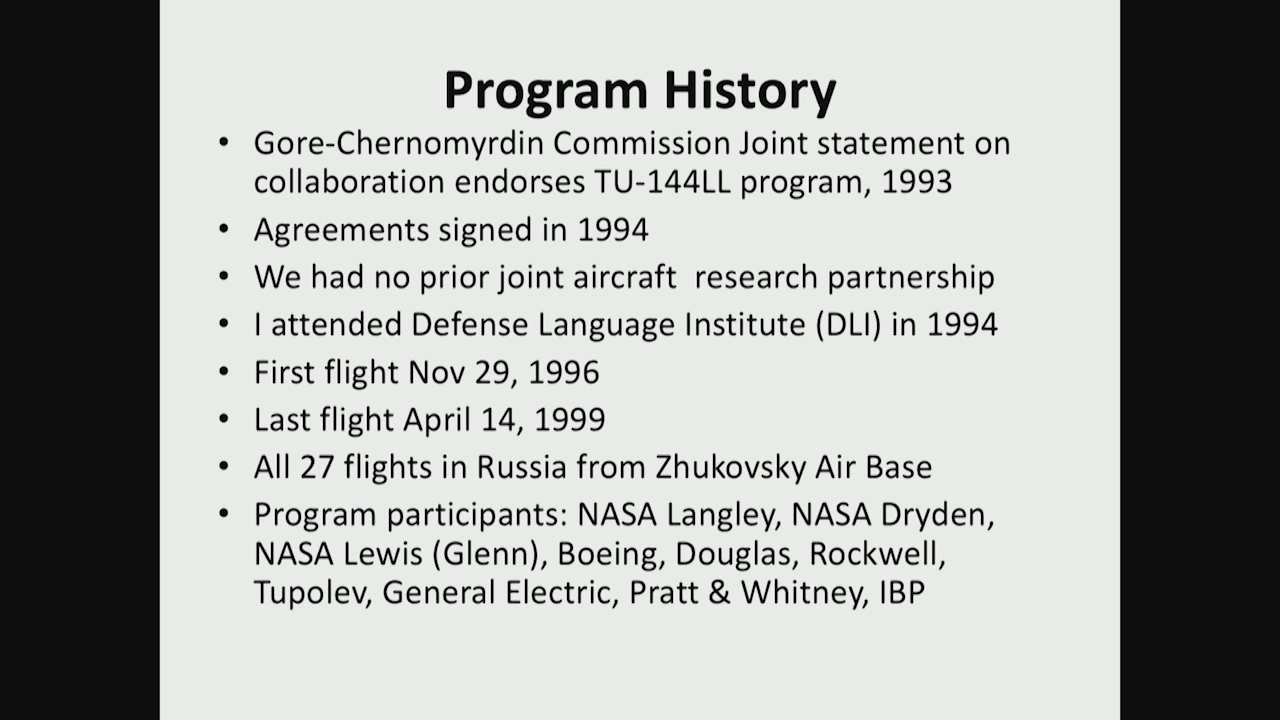 Program History
• Gore-Chernomyrdin Commission Joint statement on
collaboration endorses TU-144LL program, 1993
• Agreements signed in 1994
• We had no prior joint aircraft  research partnership
• I attended Defense Language Institute (DLI) in 1994
• First flight Nov 29, 1996
• Last flight April 14, 1999
• All 27 flights in Russia from Zhukovsky Air Base
• Program participants: NASA Langley, NASA Dryden,
NASA Lewis (Glenn), Boeing, Douglas, Rockwell,
Tupolev, General Electric, Pratt & Whitney, IBP